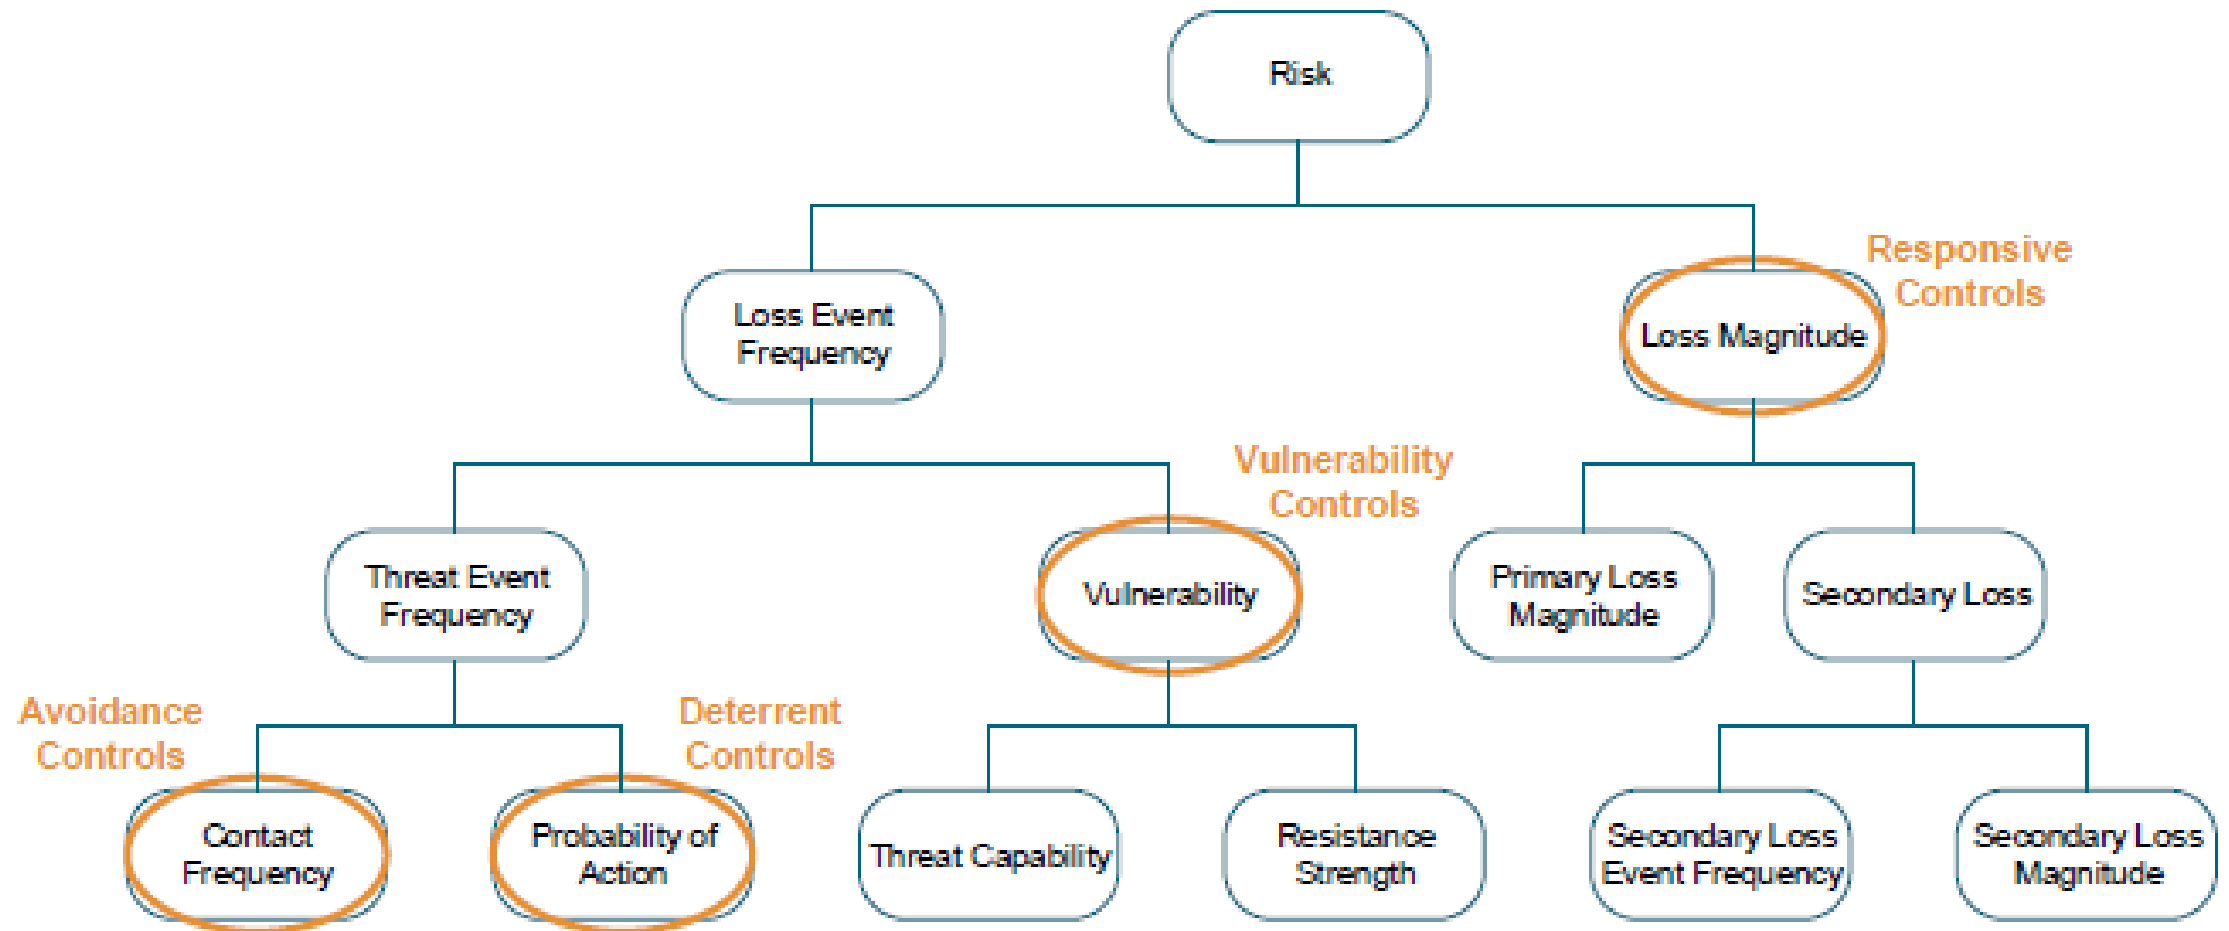 Risk
Responsive
Controls
Loss Event
Frequency
Loss Magnitude
Vulnerability
Controls
Threat Event
Frequency
Vulnerability
Primary Loss
Magnitude
Secondary Loss
Avoidance
Controls
Deterrent
Controls
Contact
Frequency
Probability of
Action
Threat Capability
Resistance
Strength
Secondary Loss
Event Frequency
Secondary Loss
Magnitude